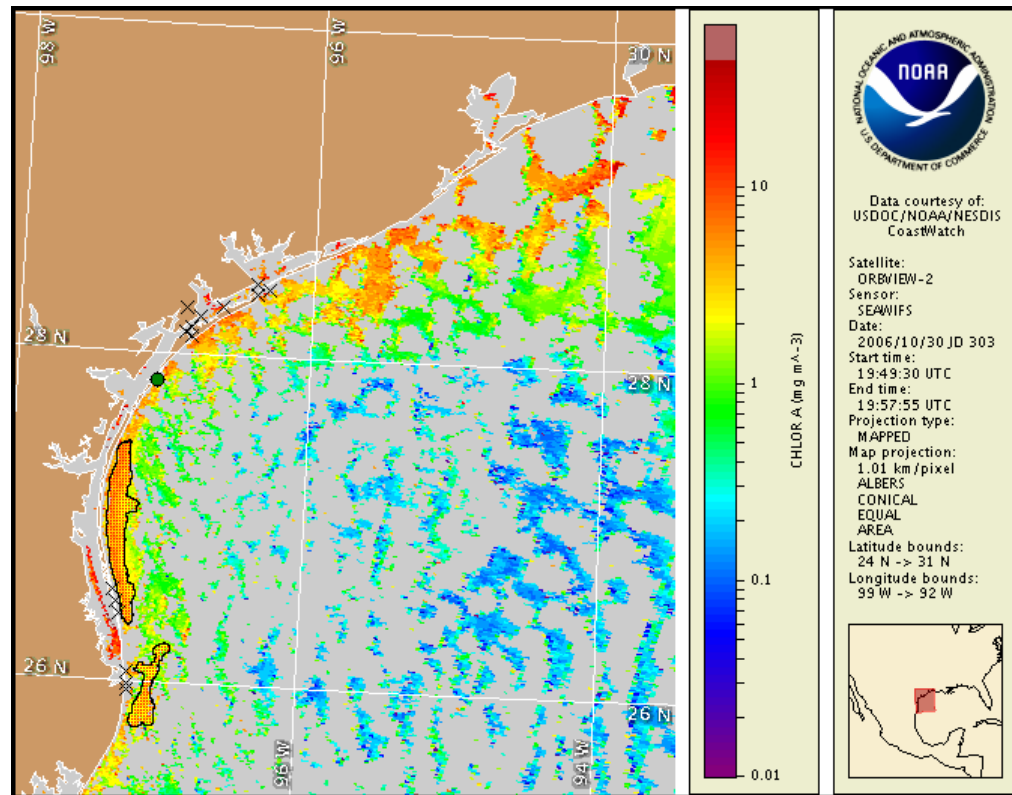 98 W
96 W
30 N
28 N
28 N
26 N
26 N
96 W
94 W
10
1
0.1
0.01
CHLOR A (mg m^-3)
NATIONAL OCEANIC AND ATMOSPHERIC ADMINISTRATION
NOAA
U.S. DEPARTMENT OF COMMERCE
Data courtesy of:
USDOC/NOAA/NESDIS
CoastWatch
Satellite:
ORBVIEW-2
Sensor:
SEAWIFS
Date:
2006/10/30 JD 303
Start time:
19:49:30 UTC
End time:
19:57:55 UTC
Projection type:
MAPPED
Map projection:
1.01 km/pixel
ALBERS
CONICAL
EQUAL
AREA
Latitude bounds:
24 N -> 31 N
Longitude bounds:
99 W -> 92 W